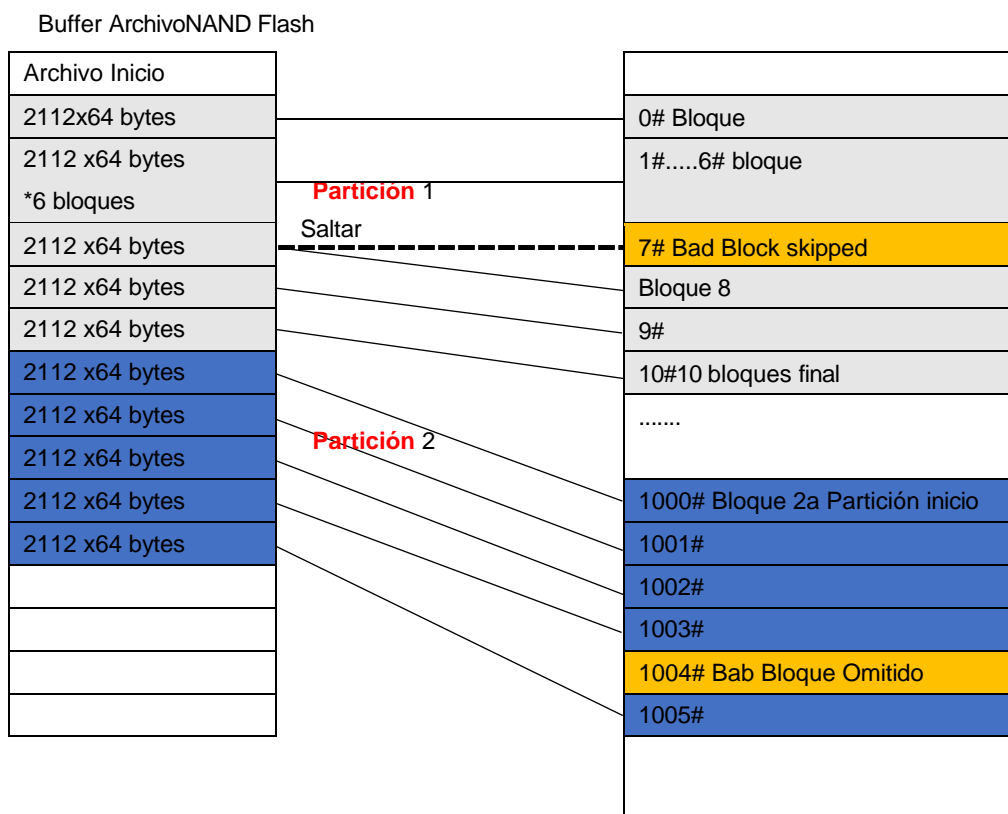 Buffer ArchivoNAND Flash
Archivo Inicio
2112x64 bytes
2112 x64 bytes
*6 bloques
2112 x64 bytes
2112 x64 bytes
2112 x64 bytes
2112 x64 bytes
2112 x64 bytes
2112 x64 bytes
2112 x64 bytes
2112 x64 bytes
Partición 1
Saltar
Partición 2
0# Bloque
1#.....6# bloque
7# Bad Block skipped
Bloque 8
9#
10#10 bloques final
.......
1000# Bloque 2a Partición inicio
1001#
1002#
1003#
1004# Bab Bloque Omitido
1005#